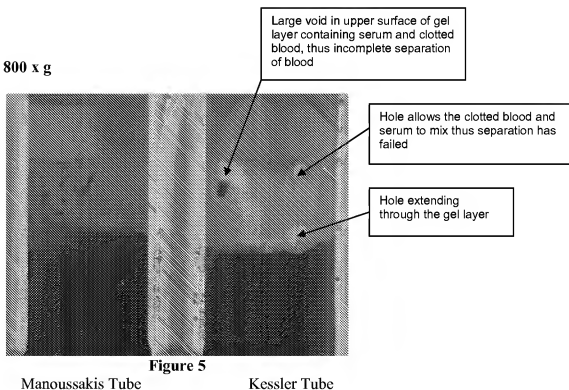 Large void in upper surface of gel
layer containing serum and clotted
blood, thus incomplete separation
of blood
800 x g
Hole allows the clotted blood and
serum to mix thus separation has
failed
Hole extending
through the gel layer
Figure 5
Manoussakis Tube
Kessler Tube